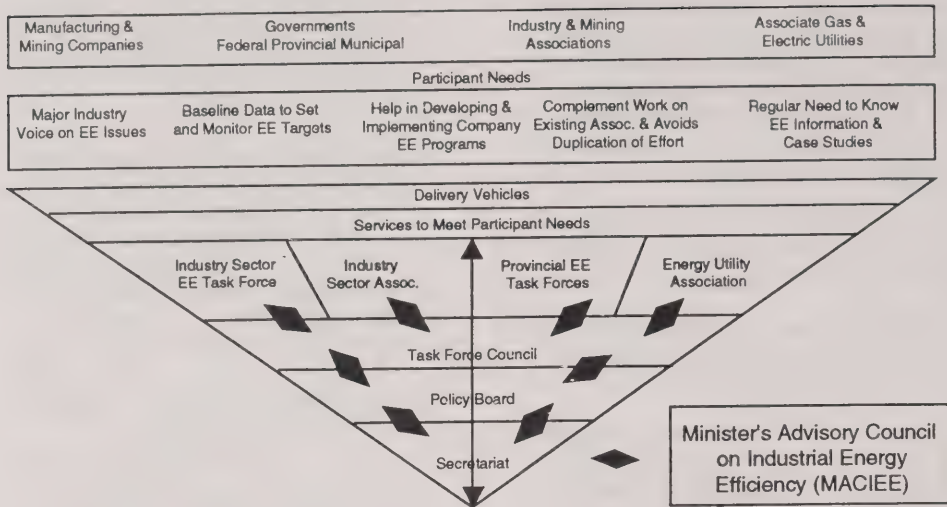 Manufacturing &
Mining Companies
Governments
Federal Provincial Municipal
Industry & Mining
Associations
Associate Gas &
Electric Utilities
Participant Needs
Major Industry
Voice on EE Issues
Baseline Data to Set
and Monitor EE Targets
Help in Developing &
Implementing Company
EE Programs
Complement Work on
Existing Assoc. & Avoids
Duplication of Effort
Regular Need to Know
EE Information &
Case Studies
Delivery Vehicles
Services to Meet Participant Needs
Industry Sector
EE Task Force
Industry
Sector Assoc.
Provincial EE
Task Forces
Energy Utility
Association
Task Force Council
Policy Board
Secretariat
Minister's Advisory Council
on Industrial Energy
Efficiency (MACIEE)